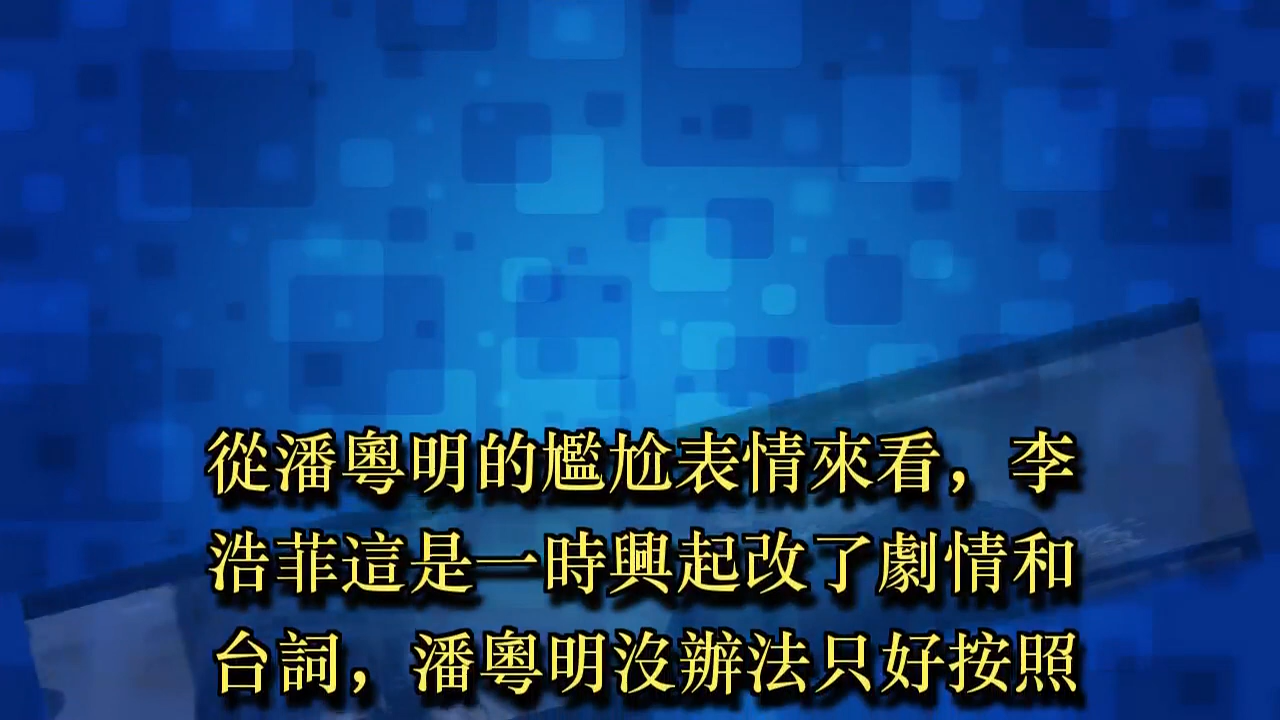 從潘粵明的尷尬表情來看，李
浩菲這是一時興起改了劇情和
台詞，潘粵明沒辦法只好按照